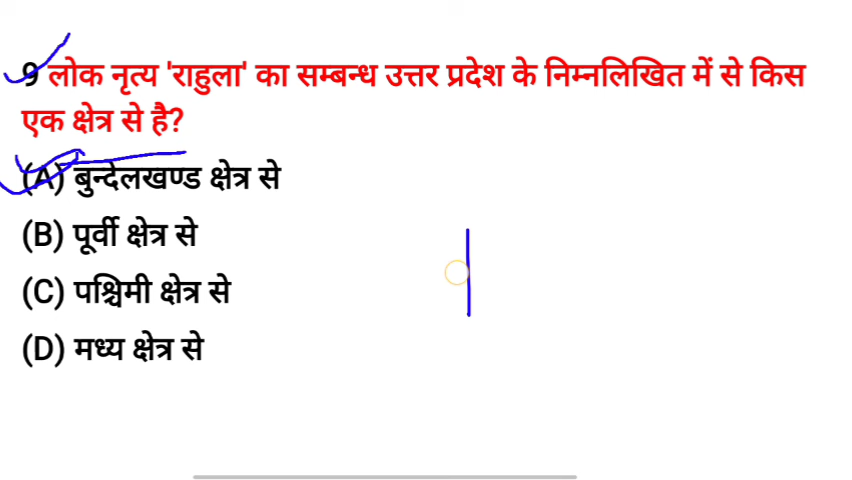 9 लोक नृत्य 'राहुला' का सम्बन्ध उत्तर प्रदेश के निम्नलिखित में से किस
एक क्षेत्र से है?
(A) बुन्देलखण्ड क्षेत्र से
(B) पूर्वी क्षेत्र से
(C) पश्चिमी क्षेत्र से
(D) मध्य क्षेत्र से